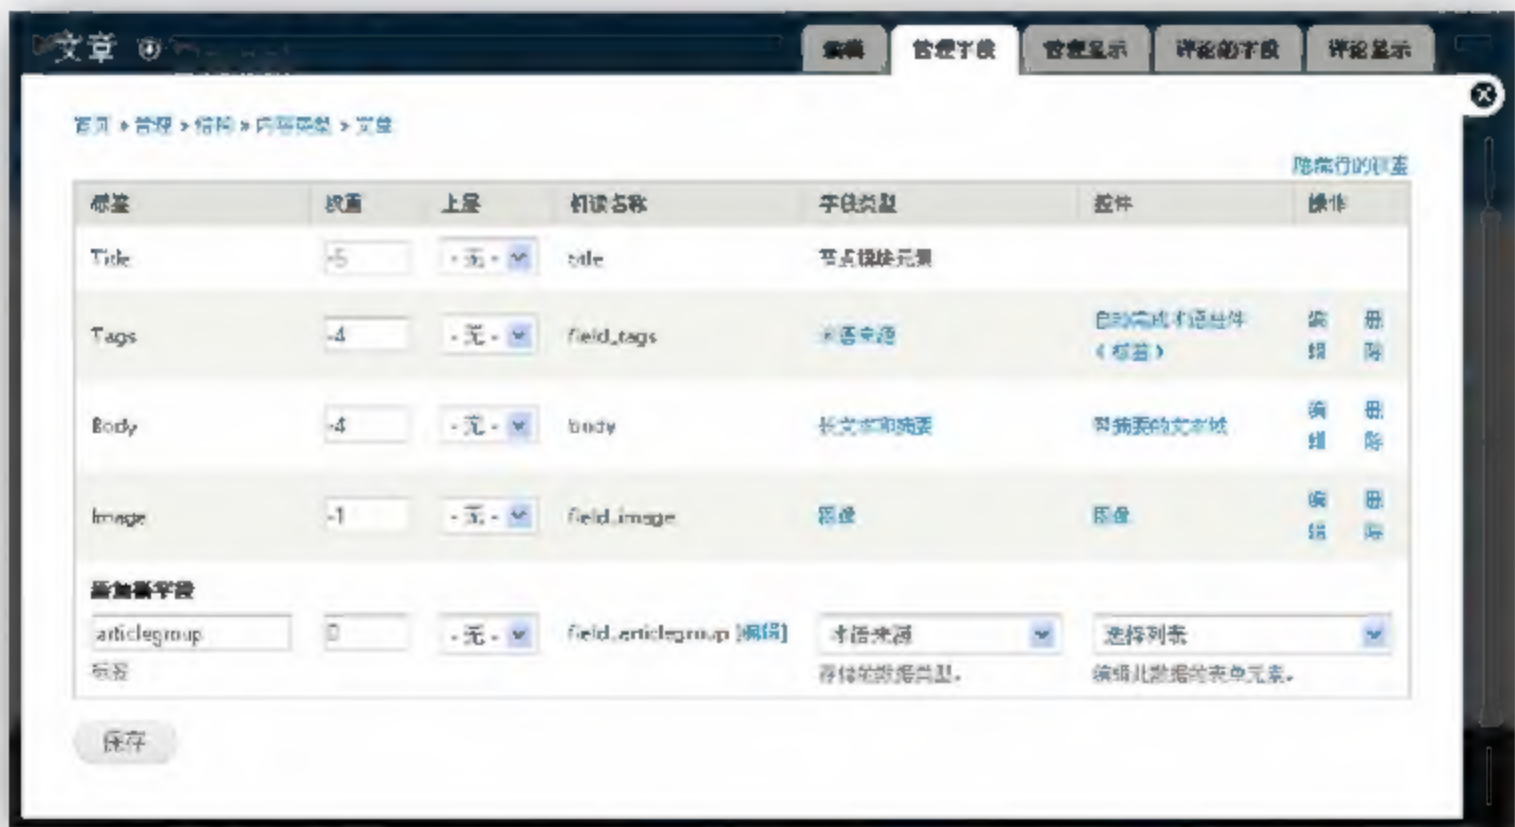 文章
编辑 管理字段 管理显示 评论的字段 评论显示
首页 » 管理 » 结构 » 内容类型 » 文章
隐藏行的权重
标签 权重 上层 机读名称 字段类型 控件 操作
Title -5 - 无 - title 节点模块元素
Tags -4 - 无 - field_tags 术语来源 自动完成术语控件（标签） 编辑 删除
Body -4 - 无 - body 长文本和摘要 带摘要的文本域 编辑 删除
Image -1 - 无 - field_image 图像 图像 编辑 删除
添加新字段
articlegroup 0 - 无 - field_articlegroup [编辑] 术语来源 选择列表
标签 存储的数据类型。 编辑此数据的表单元素。
保存